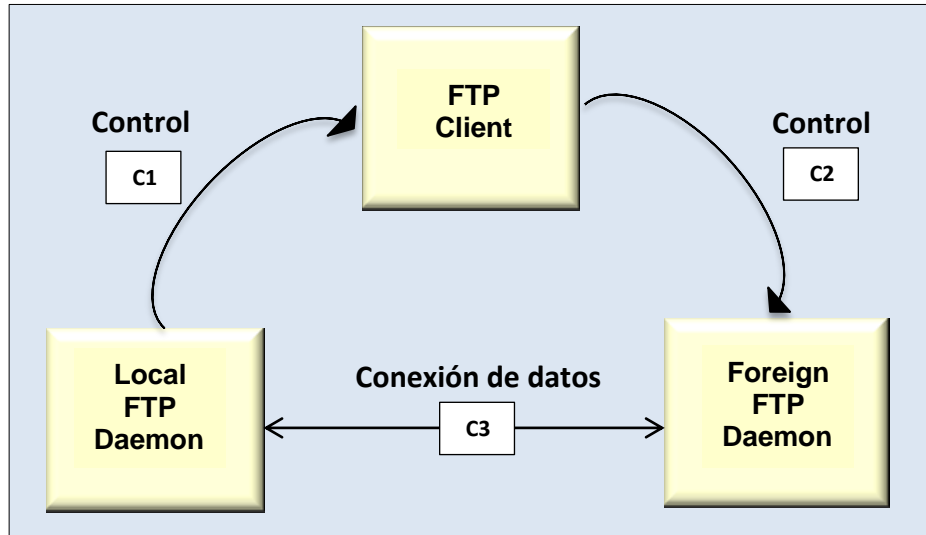 FTP
Client
Control
C1
Control
C2
Local
FTP
Daemon
Conexión de datos
C3
Foreign
FTP
Daemon